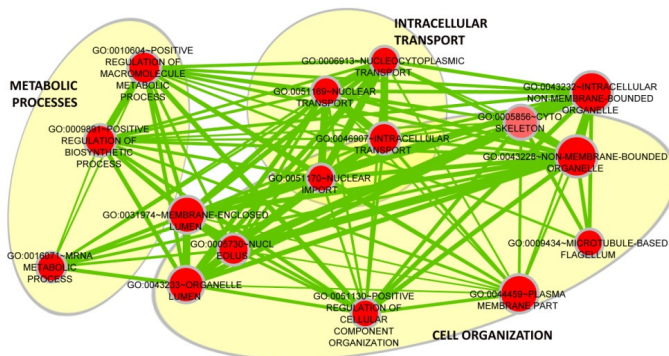 INTRACELLULAR
TRANSPORT
GO:0010604~POSITIVE
REGULATION OF
MACROMOLECULE
METABOLIC
PROCESS
GO:0006913~NUCLEOCYTOPLASMIC
TRANSPORT
METABOLIC
PROCESSES
GO:0051169~NUCLEAR
TRANSPORT
GO:0043232~INTRACELLULAR
NON-MEMBRANE-BOUNDED
ORGANELLE
GO:0005856~CYTO
SKELETON
GO:0009891~POSITIVE
REGULATION OF
BIOSYNTHETIC
PROCESS
GO:0046907~INTRACELLULAR
TRANSPORT
GO:0043228~NON-MEMBRANE-BOUNDED
ORGANELLE
GO:0051170~NUCLEAR
IMPORT
GO:0031974~MEMBRANE-ENCLOSED
LUMEN
GO:0005730~NUCL
EOLUS
GO:0009434~MICROTUBULE-BASED
FLAGELLUM
GO:0016071~MRNA
METABOLIC
PROCESS
GO:0043233~ORGANELLE
LUMEN
GO:0051130~POSITIVE
REGULATION OF
CELLULAR
COMPONENT
ORGANIZATION
GO:0044459~PLASMA
MEMBRANE PART
CELL ORGANIZATION